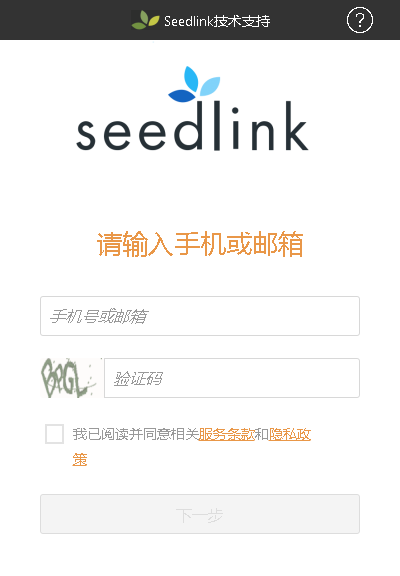 Seedlink技术支持
?
seedlink
请输入手机或邮箱
手机号或邮箱
验证码
我已阅读并同意相关服务条款和隐私政
策
下一步